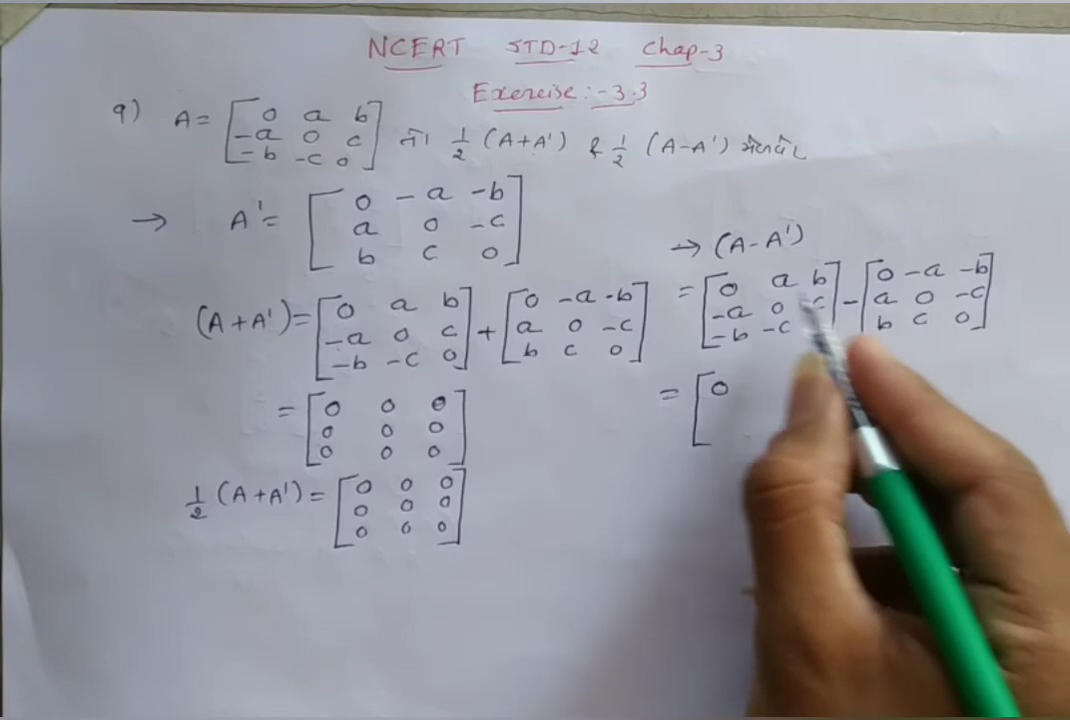 NCERT STD-12 Chap-3
Exercise:-3.3
9) A= [ 0 a b
-a 0 c
-b -c 0 ] તો 1/2 (A+A') & 1/2 (A-A') મેળવો
→ A'= [ 0 -a -b
a 0 -c
b c 0 ]
(A+A')= [ 0 a b
-a 0 c
-b -c 0 ] + [ 0 -a -b
a 0 -c
b c 0 ]
= [ 0 0 0
0 0 0
0 0 0 ]
1/2 (A+A')= [ 0 0 0
0 0 0
0 0 0 ]
→ (A-A')
= [ 0 a b
-a 0 c
-b -c ] - [ 0 -a -b
a 0 -c
b c 0 ]
= [ 0